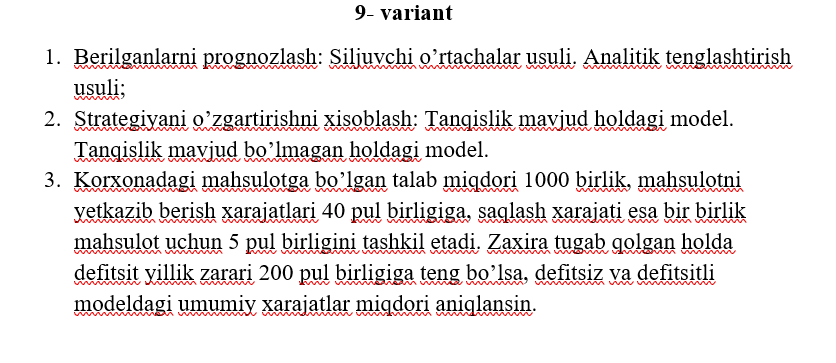 9- variant
1. Berilganlarni prognozlash: Siljuvchi o’rtachalar usuli. Analitik tenglashtirish
usuli;
2. Strategiyani o’zgartirishni xisoblash: Tanqislik mavjud holdagi model.
Tanqislik mavjud bo’lmagan holdagi model.
3. Korxonadagi mahsulotga bo’lgan talab miqdori 1000 birlik, mahsulotni
yetkazib berish xarajatlari 40 pul birligiga, saqlash xarajati esa bir birlik
mahsulot uchun 5 pul birligini tashkil etadi. Zaxira tugab qolgan holda
defitsit yillik zarari 200 pul birligiga teng bo’lsa, defitsiz va defitsitli
modeldagi umumiy xarajatlar miqdori aniqlansin.